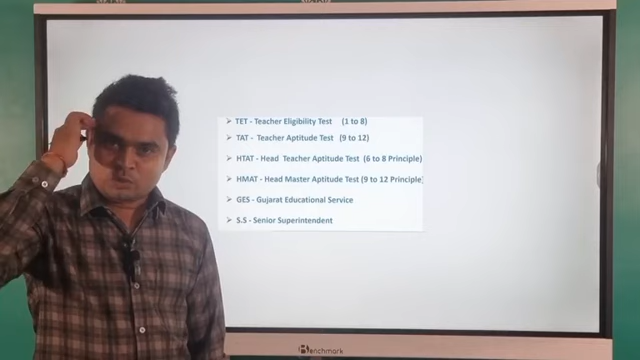 ➢ TET - Teacher Eligibility Test (1 to 8)
➢ TAT - Teacher Aptitude Test (9 to 12)
➢ HTAT - Head Teacher Aptitude Test (6 to 8 Principle)
➢ HMAT - Head Master Aptitude Test (9 to 12 Principle)
➢ GES - Gujarat Educational Service
➢ S.S - Senior Superintendent
Benchmark